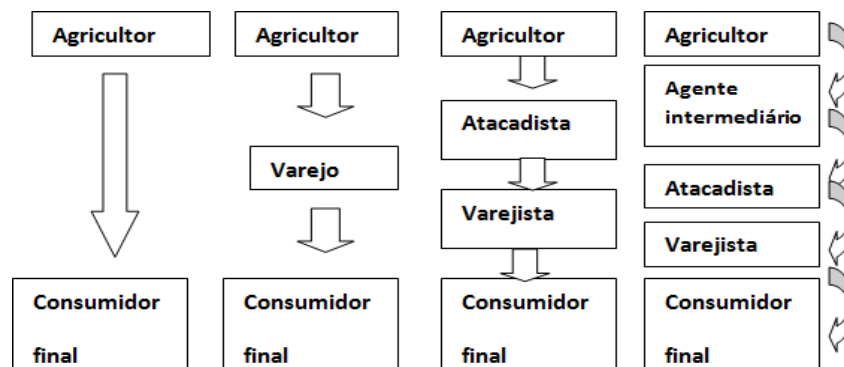 Agricultor
Consumidor
final
Agricultor
Varejo
Consumidor
final
Agricultor
Atacadista
Varejista
Consumidor
final
Agricultor
Agente
intermediário
Atacadista
Varejista
Consumidor
final